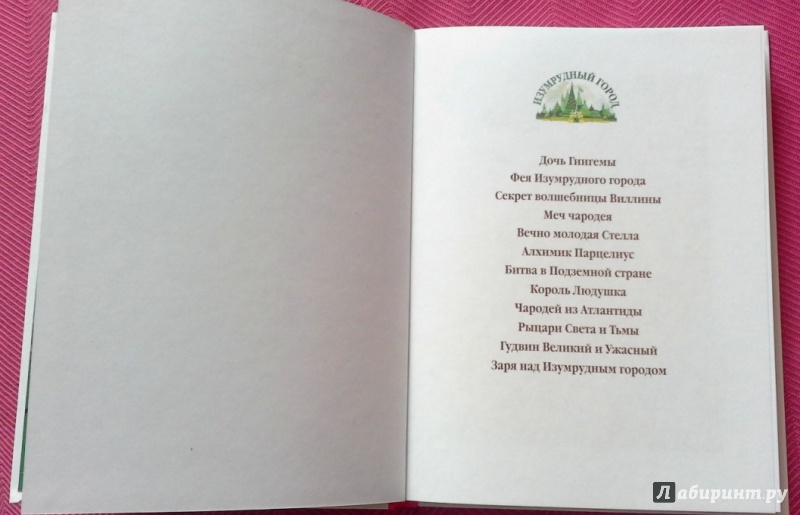 ИЗУМРУДНЫЙ ГОРОД
Дочь Гингемы
Фея Изумрудного города
Секрет волшебницы Виллины
Меч чародея
Вечно молодая Стелла
Алхимик Парцелиус
Битва в Подземной стране
Король Людушка
Чародей из Атлантиды
Рыцари Света и Тьмы
Гудвин Великий и Ужасный
Заря над Изумрудным городом
Лабиринт.ру